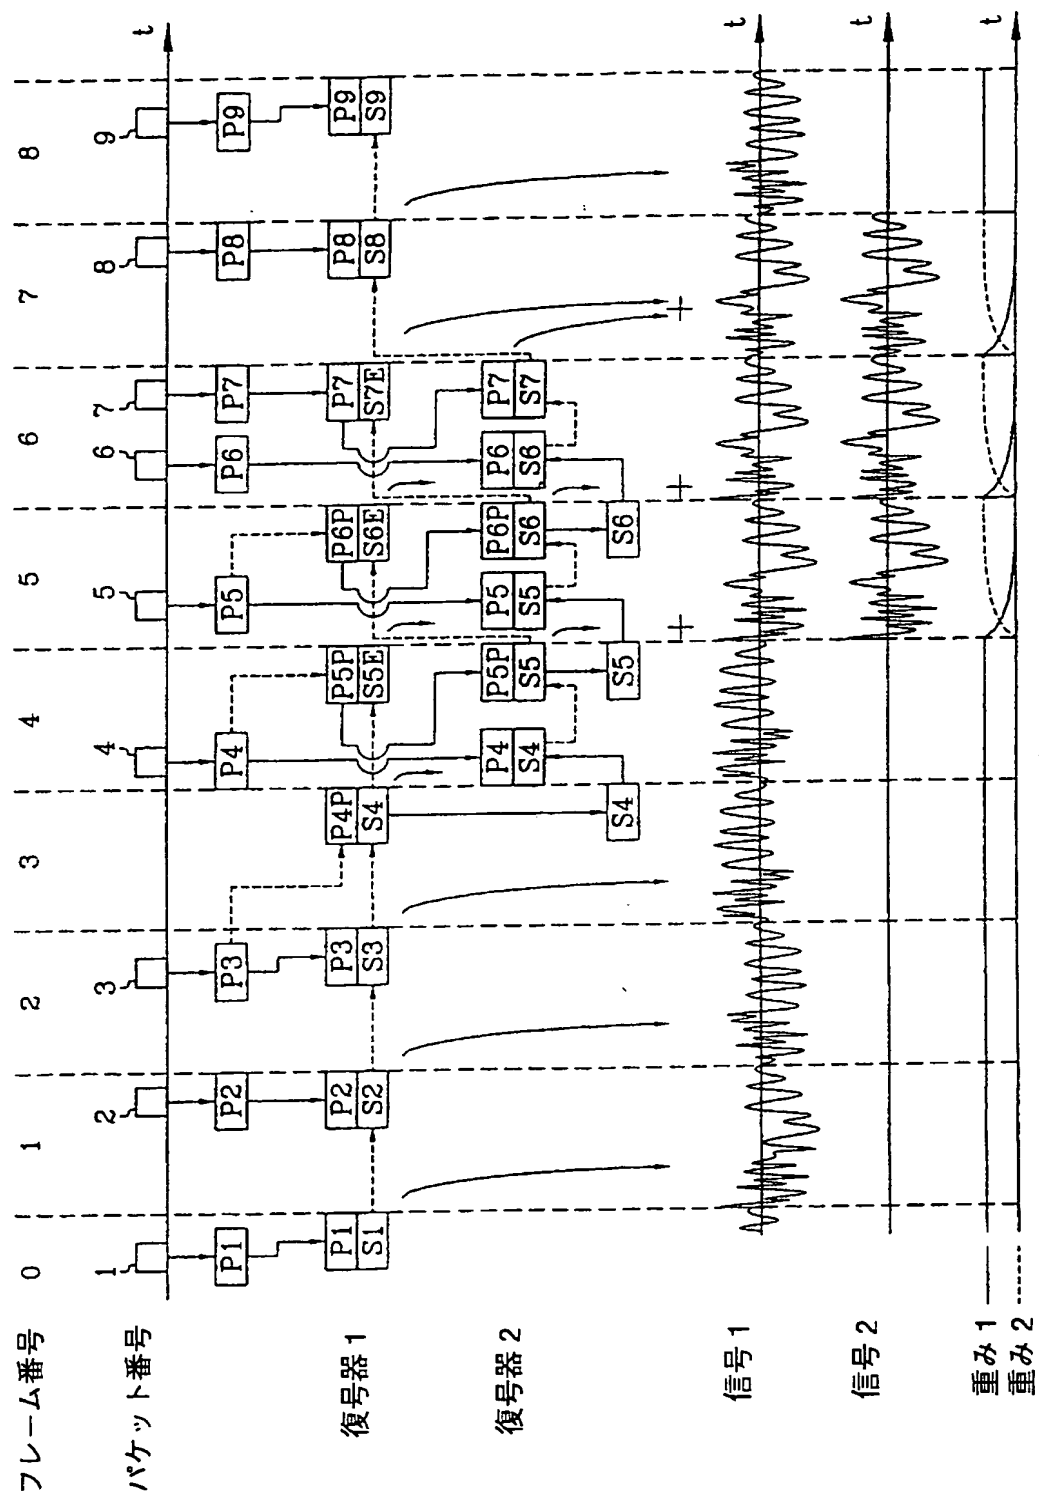 フレーム番号 0 1 2 3 4 5 6 7 8
パケット番号 1 2 3 4 5 6 7 8 9 t
P1 P2 P3 P4 P5 P6 P7 P8 P9
復号器1
P1 P2 P3 P4P P5P P6P P7 P8 P9
S1 S2 S3 S4 S5E S6E S7E S8 S9
復号器2
P4 P5P P5 P6P P6 P7
S4 S5 S5 S6 S6 S7
S4 S5 S6
+ + +
信号1 t
信号2 t
重み1
重み2 t